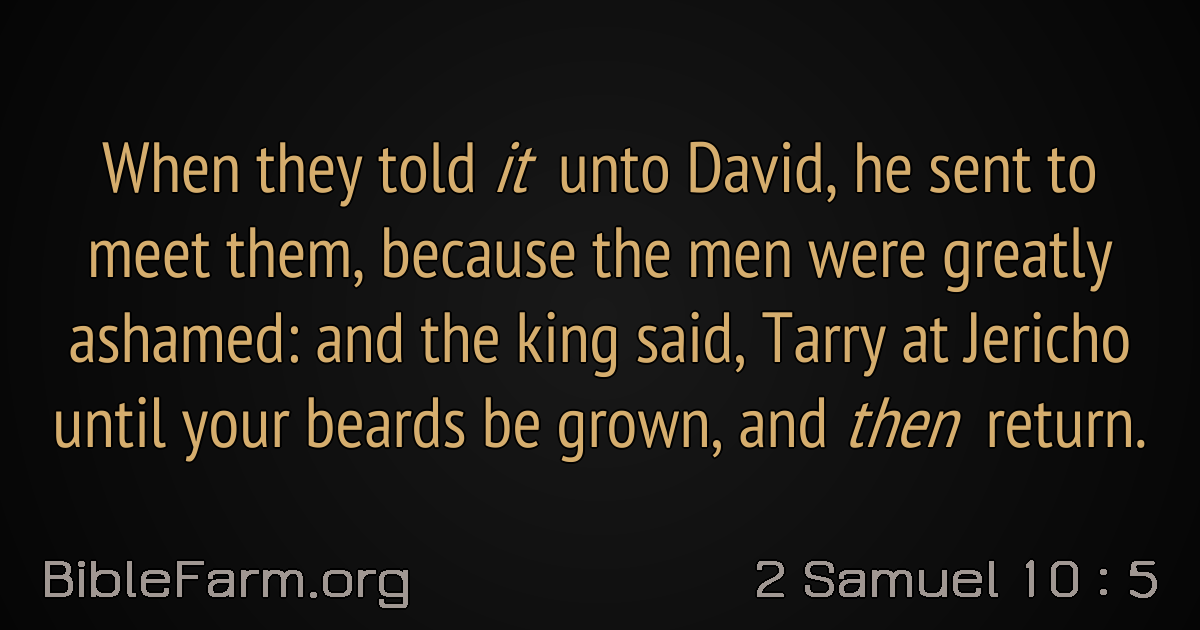 When they told it unto David, he sent to
meet them, because the men were greatly
ashamed: and the king said, Tarry at Jericho
until your beards be grown, and then return.
BibleFarm.org
2 Samuel 10 : 5